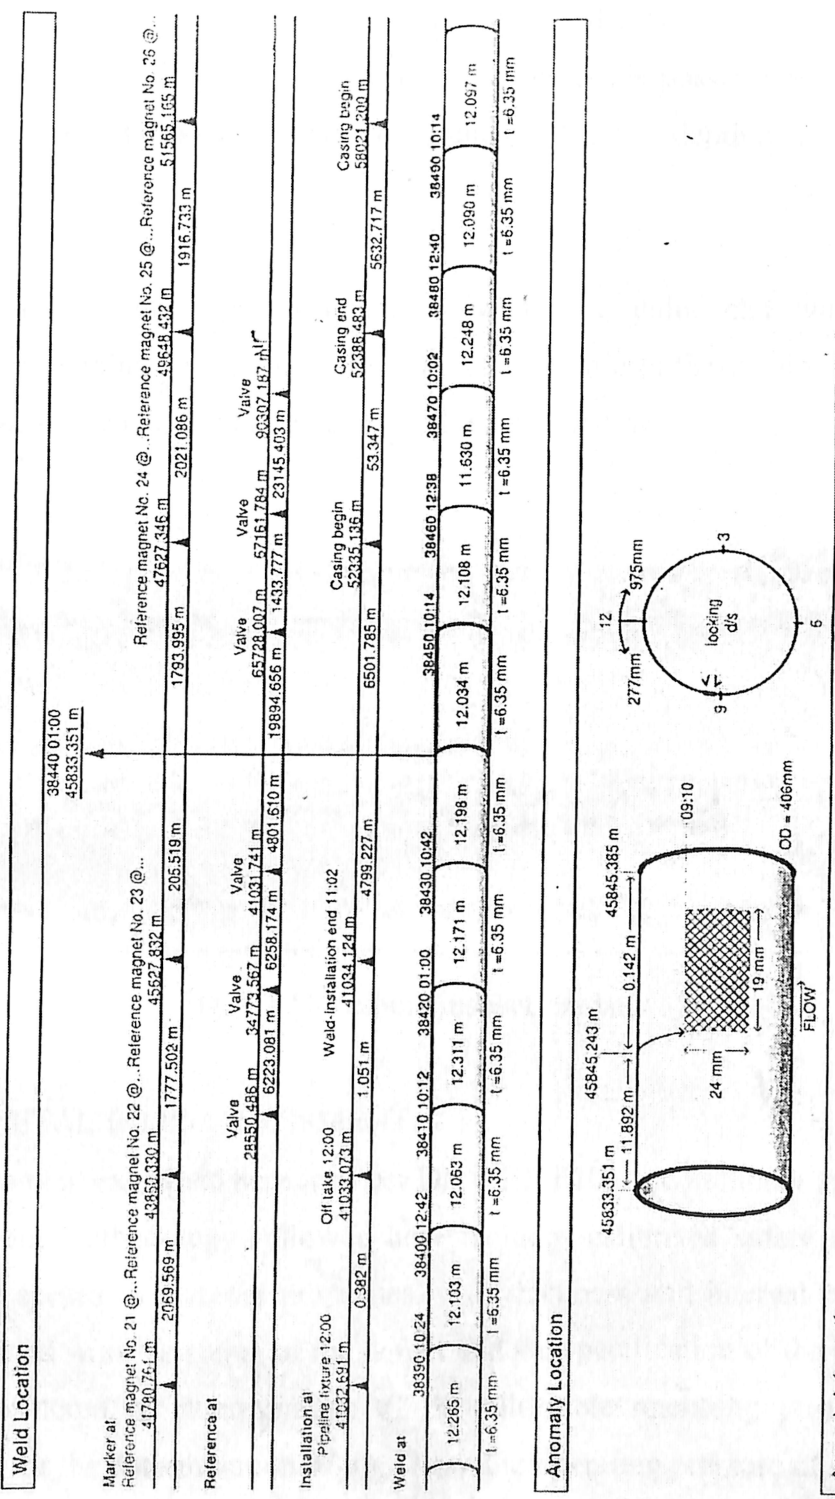 Weld Location
38440 01:00
45833.351 m
Marker at
Reference magnet No. 21 @...Reference magnet No. 22 @...Reference magnet No. 23 @...
Reference magnet No. 24 @...Reference magnet No. 25 @...Reference magnet No. 26 @...
41780.761 m 43850.330 m 45627.832 m 47627.346 m 49648.432 m 51565.165 m
2069.569 m 1777.502 m 205.519 m 1793.995 m 2021.086 m 1916.733 m
Reference at
Valve Valve Valve Valve Valve Valve
28550.486 m 34773.567 m 41031.741 m 65728.007 m 67161.784 m 90307.187 m
6223.081 m 6258.174 m 4801.610 m 19894.656 m 1433.777 m 23145.403 m
Installation at
Pipeline fixture 12:00 Off take 12:00 Weld-Installation end 11:02 Casing begin Casing end Casing begin
41032.691 m 41033.073 m 41034.124 m 52335.136 m 52386.483 m 58021.200 m
0.382 m 1.051 m 4799.227 m 6501.785 m 53.347 m 5632.717 m
Weld at
38390 10:24 38400 12:42 38410 10:12 38420 01:00 38430 10:42 38450 10:14 38460 12:38 38470 10:02 38480 12:40 38490 10:14
12.265 m 12.103 m 12.063 m 12.311 m 12.171 m 12.198 m 12.034 m 12.108 m 11.630 m 12.248 m 12.090 m 12.097 m
t =6.35 mm t =6.35 mm t =6.35 mm t =6.35 mm t =6.35 mm t =6.35 mm t =6.35 mm t =6.35 mm t =6.35 mm t =6.35 mm t =6.35 mm t =6.35 mm
Anomaly Location
45833.351 m 45845.243 m 45845.385 m
11.892 m 0.142 m
24 mm
19 mm
09:10
OD = 406mm
FLOW
277mm 12 975mm
9 looking 3
d/s
6